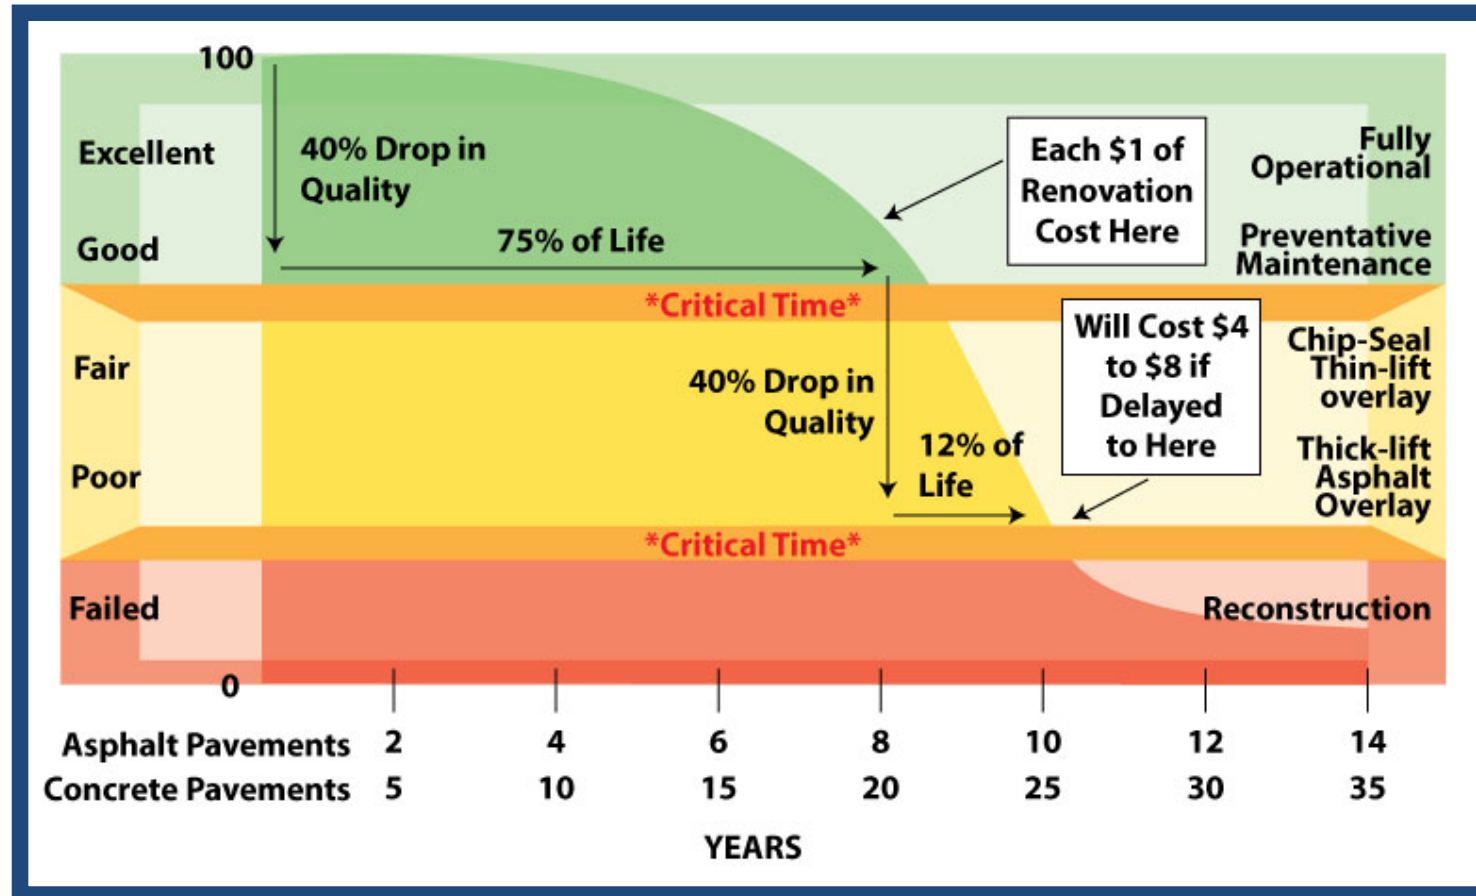 100
Excellent
Good
Fair
Poor
Failed
0
40% Drop in
Quality
75% of Life
*Critical Time*
40% Drop in
Quality
12% of
Life
*Critical Time*
Each $1 of
Renovation
Cost Here
Will Cost $4
to $8 if
Delayed
to Here
Fully
Operational
Preventative
Maintenance
Chip-Seal
Thin-lift
overlay
Thick-lift
Asphalt
Overlay
Reconstruction
Asphalt Pavements 2 4 6 8 10 12 14
Concrete Pavements 5 10 15 20 25 30 35
YEARS